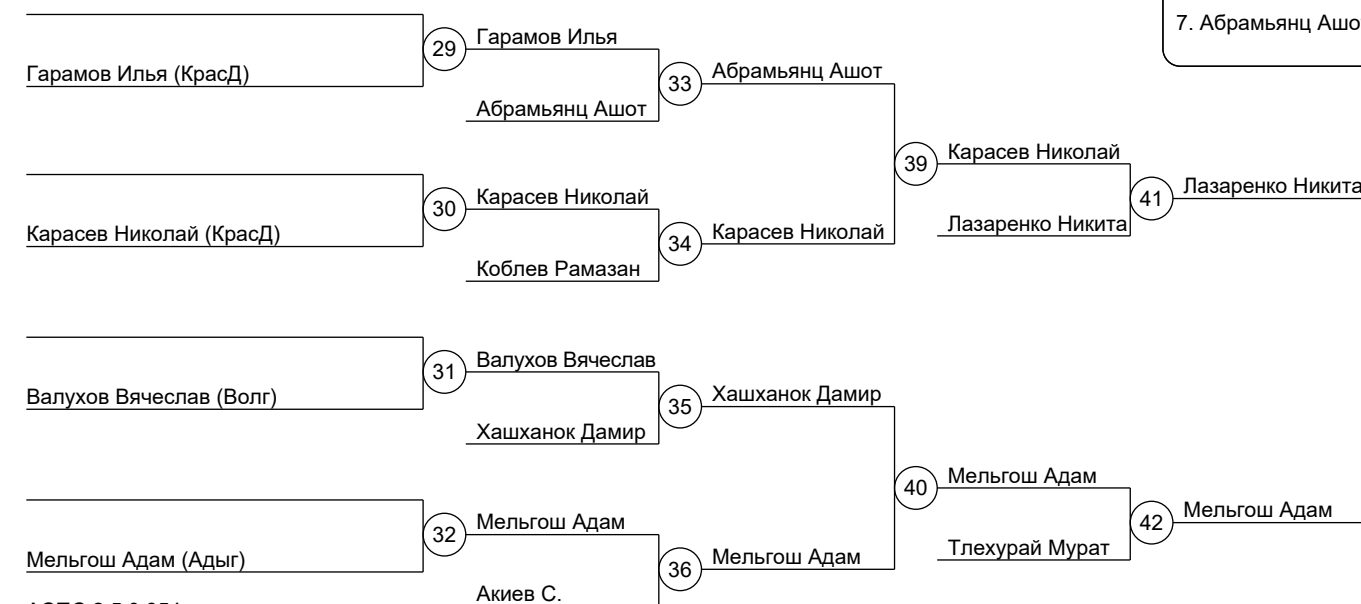 7. Абрамьянц Ашо
Гарамов Илья (КрасД)
29
Гарамов Илья
Абрамьянц Ашот
33
Абрамьянц Ашот
Карасев Николай (КрасД)
30
Карасев Николай
Коблев Рамазан
34
Карасев Николай
39
Карасев Николай
Лазаренко Никита
41
Лазаренко Никита
Валухов Вячеслав (Волг)
31
Валухов Вячеслав
Хашханок Дамир
35
Хашханок Дамир
Мельгош Адам (Адыг)
32
Мельгош Адам
Акиев С.
36
Мельгош Адам
40
Мельгош Адам
Тлехурай Мурат
42
Мельгош Адам